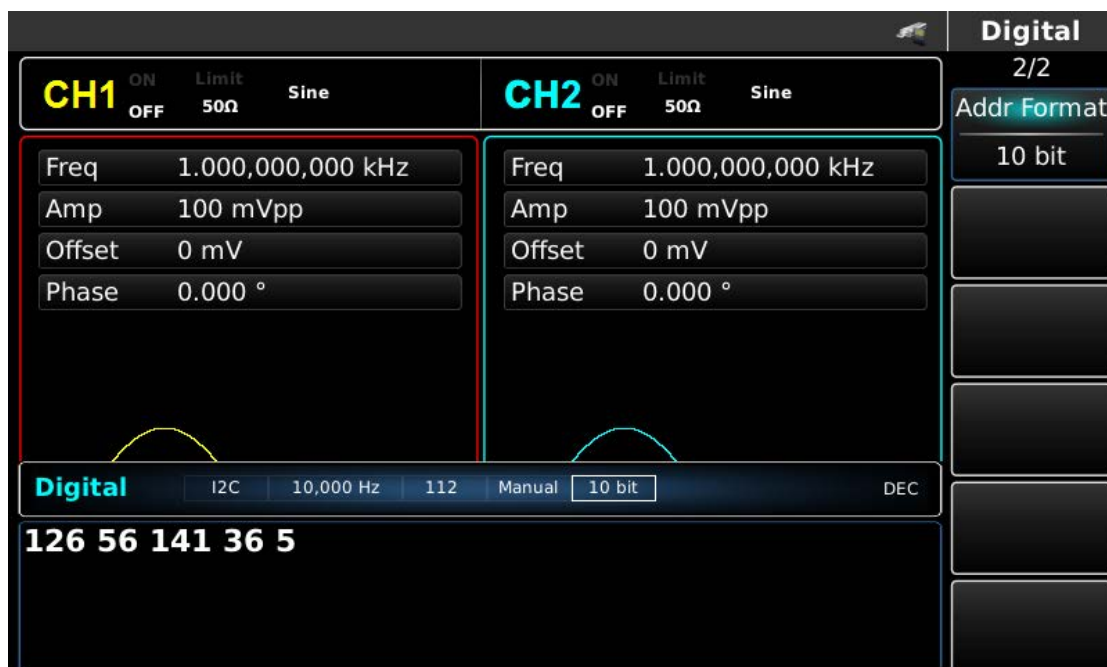 Digital
2/2
Addr Format
10 bit
CH1 ON OFF Limit 50Ω Sine
CH2 ON OFF Limit 50Ω Sine
Freq 1.000,000,000 kHz
Amp 100 mVpp
Offset 0 mV
Phase 0.000 °
Freq 1.000,000,000 kHz
Amp 100 mVpp
Offset 0 mV
Phase 0.000 °
Digital I2C 10,000 Hz 112 Manual 10 bit DEC
126 56 141 36 5